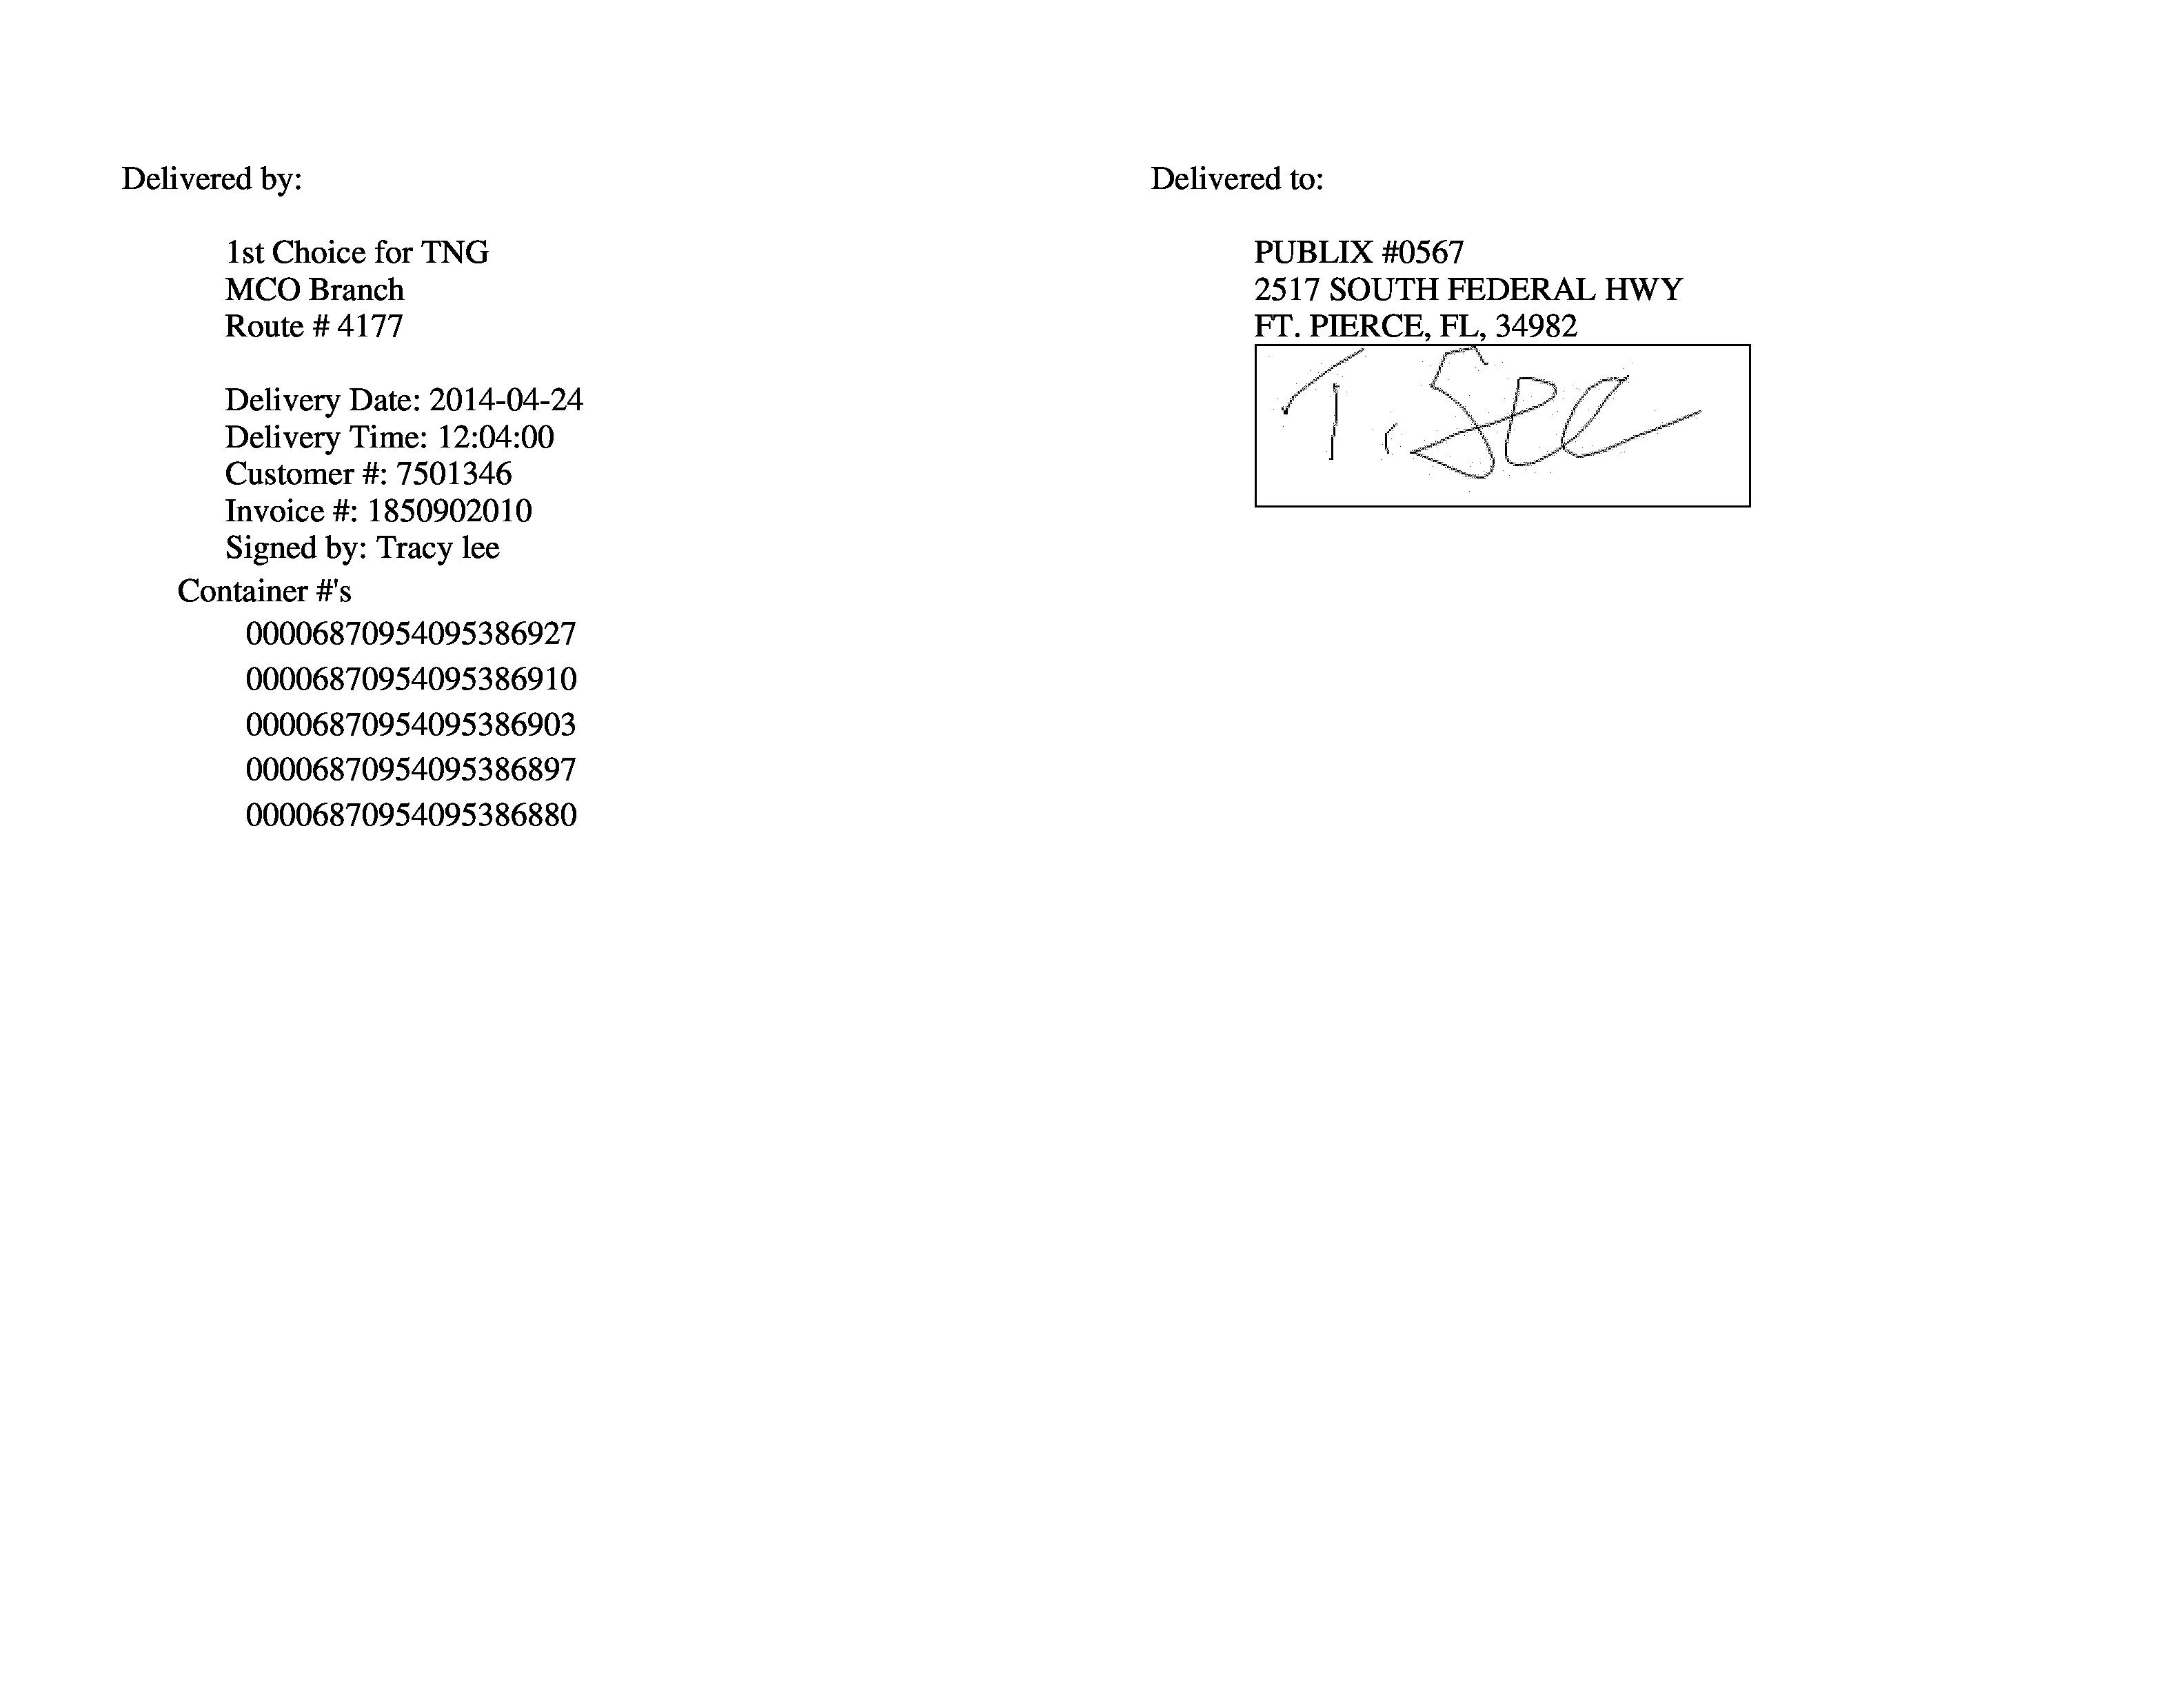 Delivered by:
1st Choice for TNG
MCO Branch
Route # 4177
Delivery Date: 2014-04-24
Delivery Time: 12:04:00
Customer #: 7501346
Invoice #: 1850902010
Signed by: Tracy lee
Container #'s
00006870954095386927
00006870954095386910
00006870954095386903
00006870954095386897
00006870954095386880
Delivered to:
PUBLIX #0567
2517 SOUTH FEDERAL HWY
FT. PIERCE, FL, 34982
T.